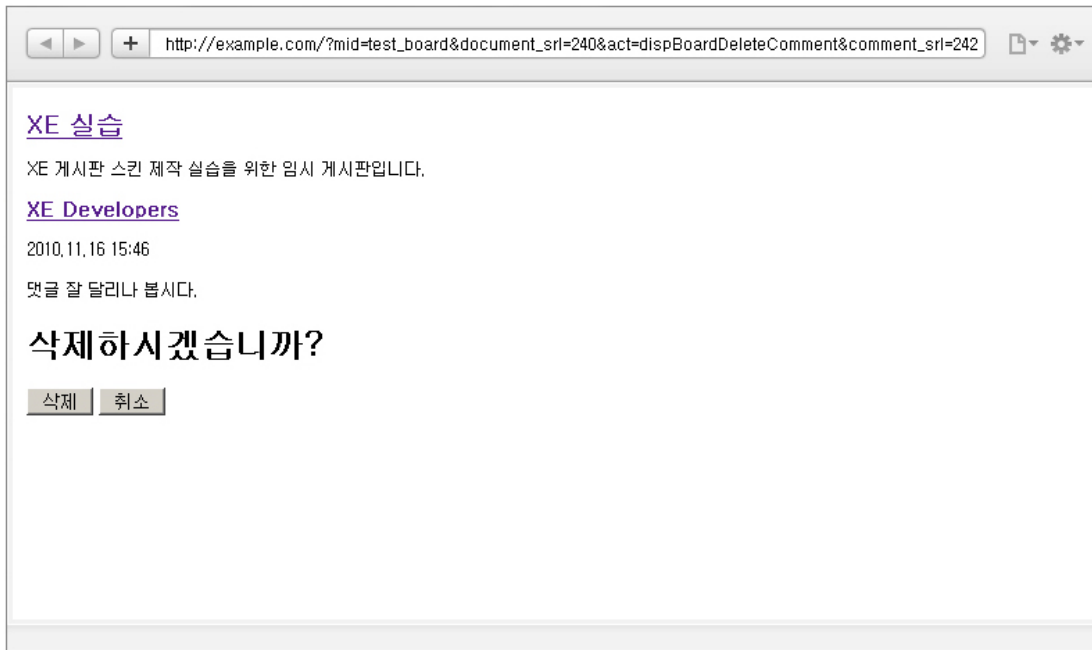 http://example.com/?mid=test_board&document_srl=240&act=dispBoardDeleteComment&comment_srl=242
XE 실습
XE 게시판 스킨 제작 실습을 위한 임시 게시판입니다.
XE Developers
2010.11.16 15:46
댓글 잘 달리나 봅시다.
삭제하시겠습니까?
삭제 취소